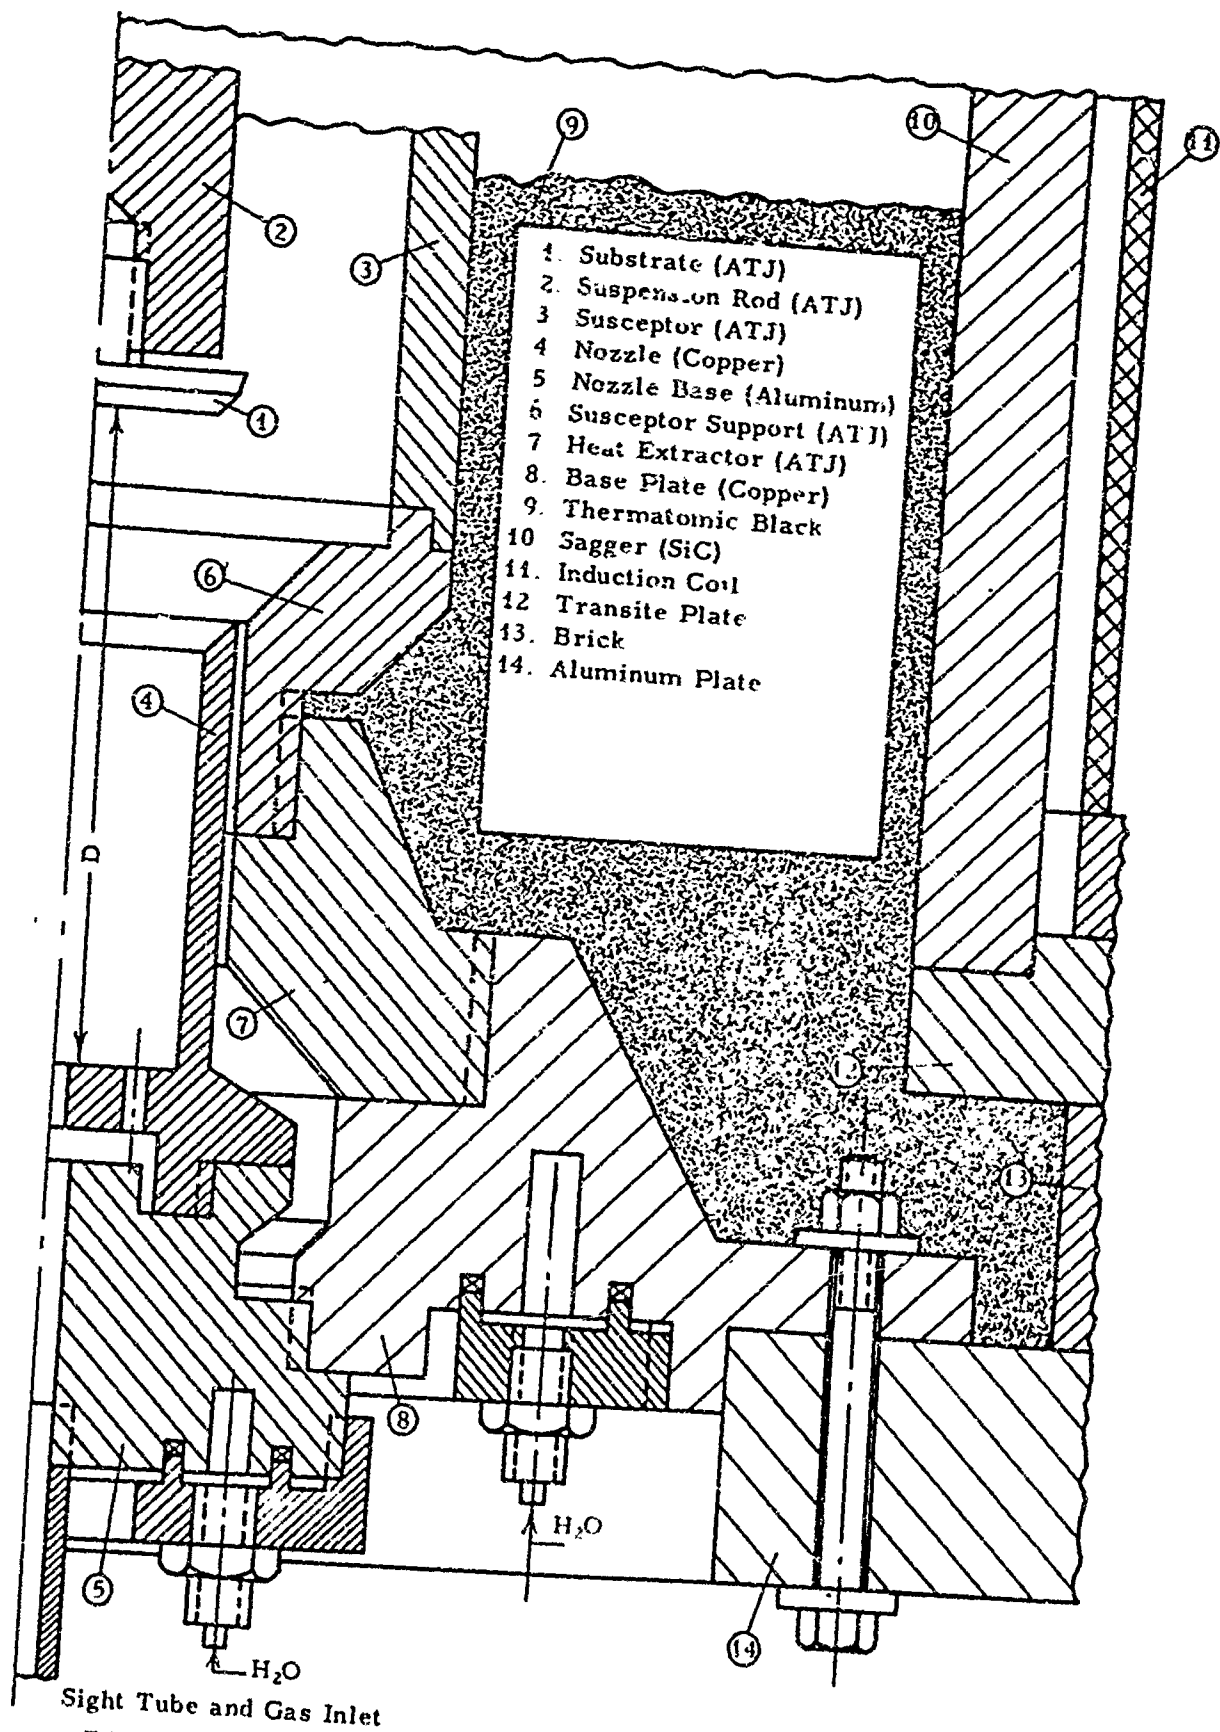 9
10
11
2
3
1. Substrate (ATJ)
2. Suspension Rod (ATJ)
3 Susceptor (ATJ)
4 Nozzle (Copper)
5 Nozzle Base (Aluminum)
6 Susceptor Support (ATJ)
7 Heat Extractor (ATJ)
8. Base Plate (Copper)
9. Thermatomic Black
10 Sagger (SiC)
11. Induction Coil
12 Transite Plate
13. Brick
14. Aluminum Plate
1
6
4
D
7
12
13
8
H₂O
5
14
H₂O
Sight Tube and Gas Inlet